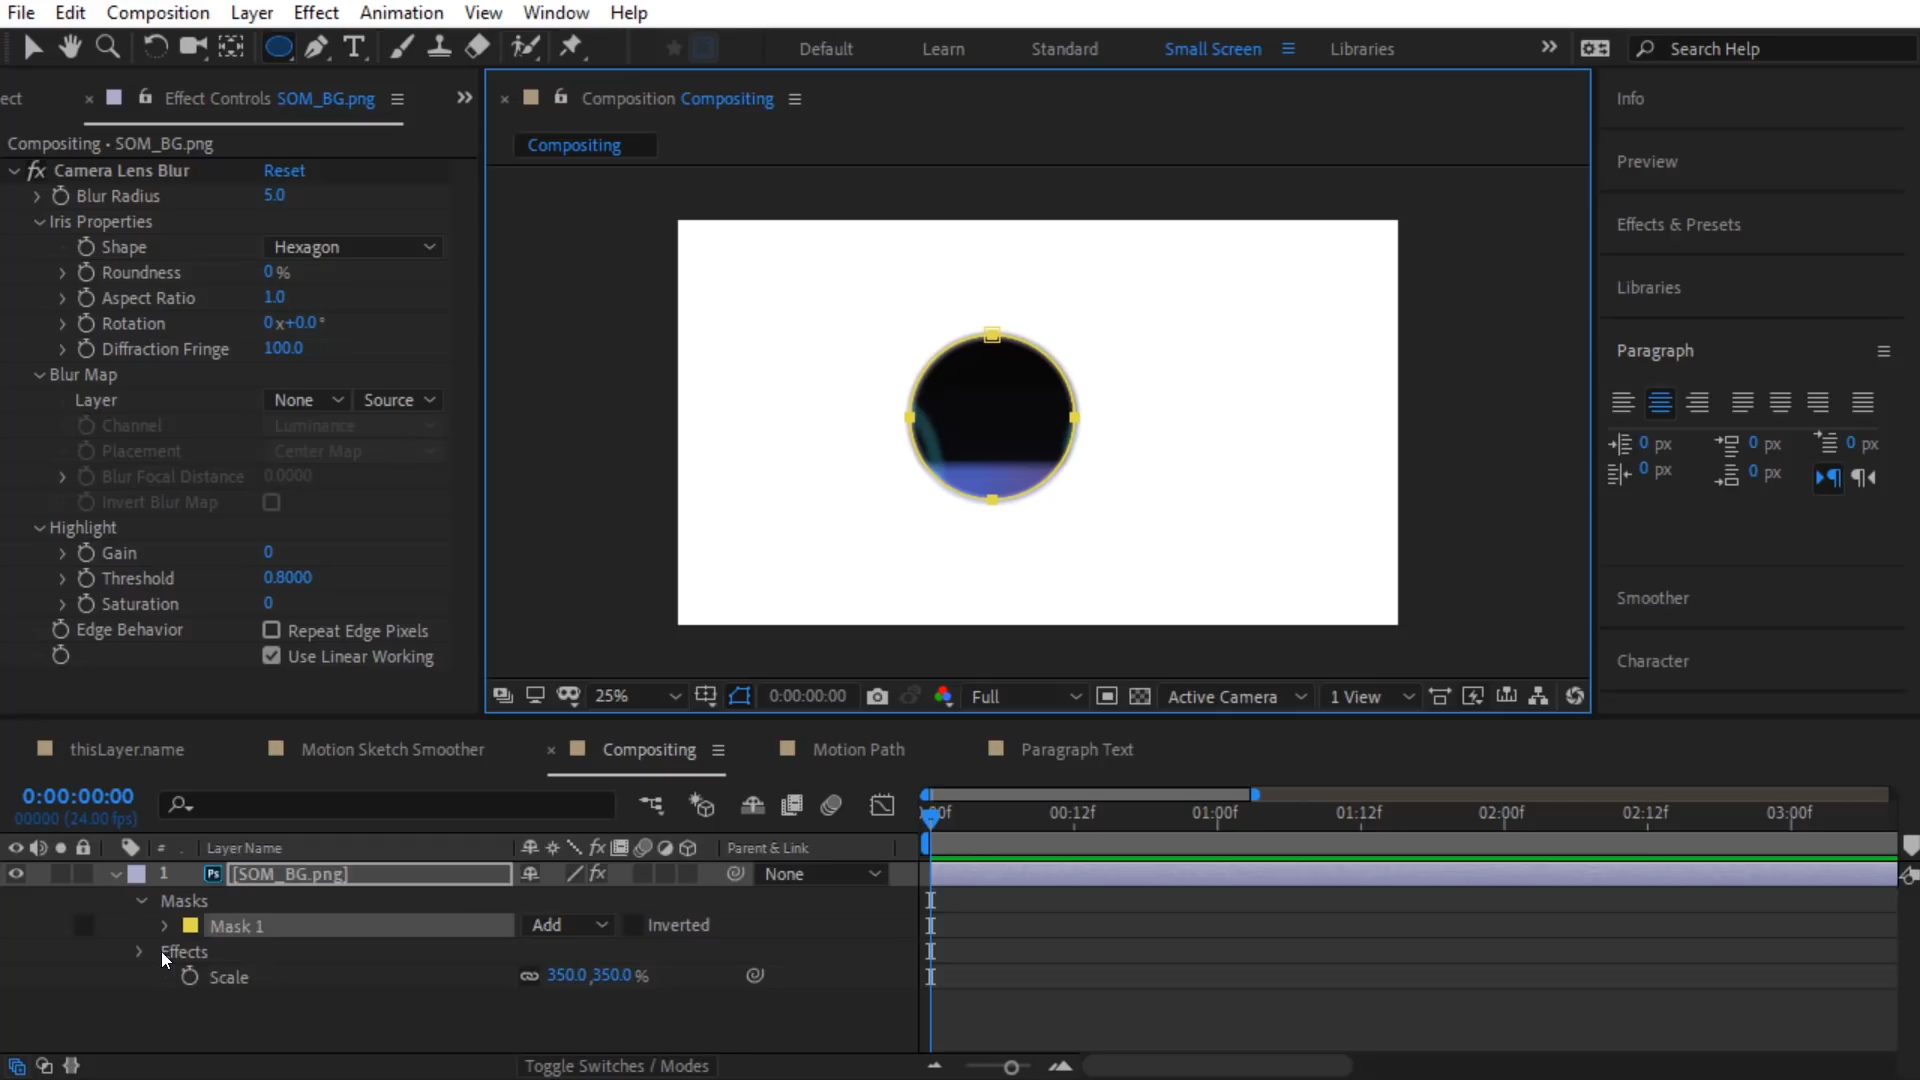 File Edit Composition Layer Effect Animation View Window Help
Default Learn Standard Small Screen Libraries Search Help
ect Effect Controls SOM_BG.png
Composition Compositing
Info
Compositing • SOM_BG.png
Compositing
Preview
fx Camera Lens Blur Reset
Blur Radius 5.0
Iris Properties
Effects & Presets
Shape Hexagon
Roundness 0 %
Libraries
Aspect Ratio 1.0
Rotation 0x+0.0°
Diffraction Fringe 100.0
Paragraph
Blur Map
Layer None Source
Channel Luminance
Placement Center Map
0 px 0 px 0 px
Blur Focal Distance 0.0000
0 px 0 px
Invert Blur Map
Highlight
Gain 0
Threshold 0.8000
Saturation 0
Smoother
Edge Behavior Repeat Edge Pixels
Use Linear Working
Character
25% 0:00:00:00 Full Active Camera 1 View
thisLayer.name Motion Sketch Smoother Compositing Motion Path Paragraph Text
0:00:00:00
00000 (24.00 fps)
00f 00:12f 01:00f 01:12f 02:00f 02:12f 03:00f
# Layer Name fx Parent & Link
1 Ps [SOM_BG.png] fx None
Masks
Mask 1 Add Inverted
Effects
Scale 350.0,350.0 %
Toggle Switches / Modes